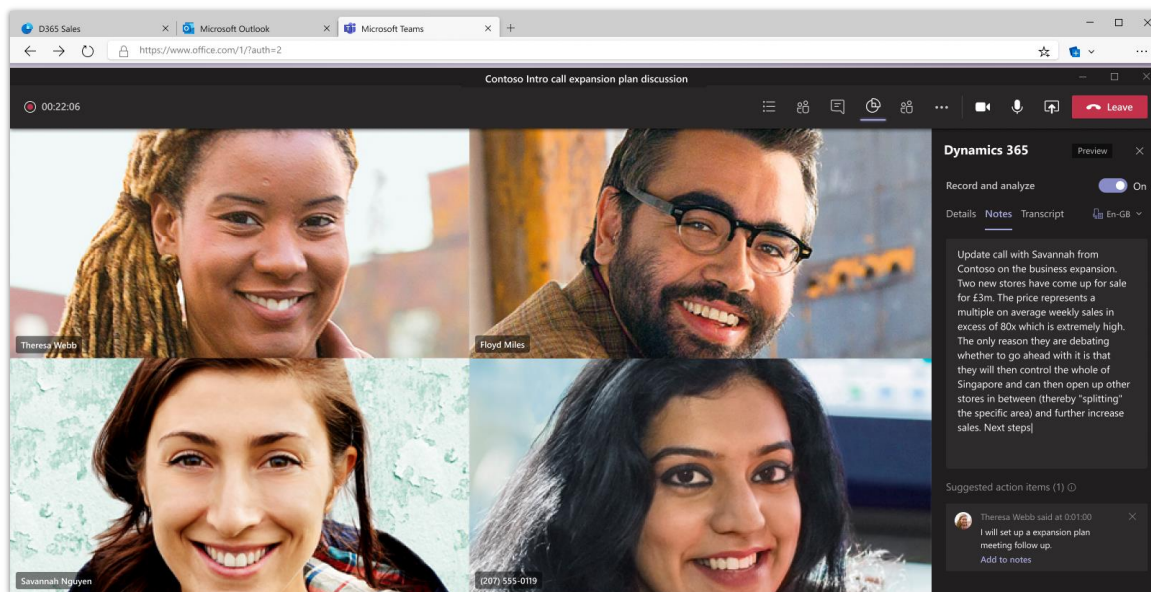 D365 Sales
Microsoft Outlook
Microsoft Teams
https://www.office.com/1/?auth=2
Contoso Intro call expansion plan discussion
00:22:06
Leave
Theresa Webb
Floyd Miles
Savannah Nguyen
(207) 555-0119
Dynamics 365
Preview
Record and analyze
On
Details Notes Transcript
En-GB
Update call with Savannah from
Contoso on the business expansion.
Two new stores have come up for sale
for £3m. The price represents a
multiple on average weekly sales in
excess of 80x which is extremely high.
The only reason they are debating
whether to go ahead with it is that
they will then control the whole of
Singapore and can then open up other
stores in between (thereby "splitting"
the specific area) and further increase
sales. Next steps
Suggested action items (1)
Theresa Webb said at 0:01:00
I will set up a expansion plan
meeting follow up.
Add to notes